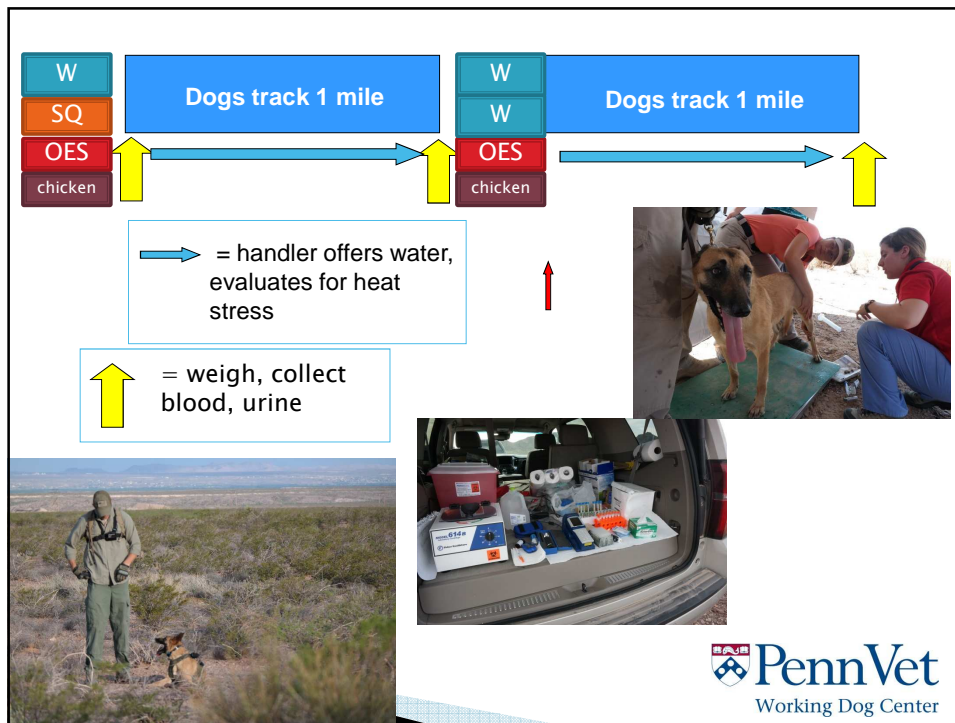 W
SQ
OES
chicken
Dogs track 1 mile
W
W
OES
chicken
Dogs track 1 mile
= handler offers water,
evaluates for heat
stress
= weigh, collect
blood, urine
614B
PennVet
Working Dog Center